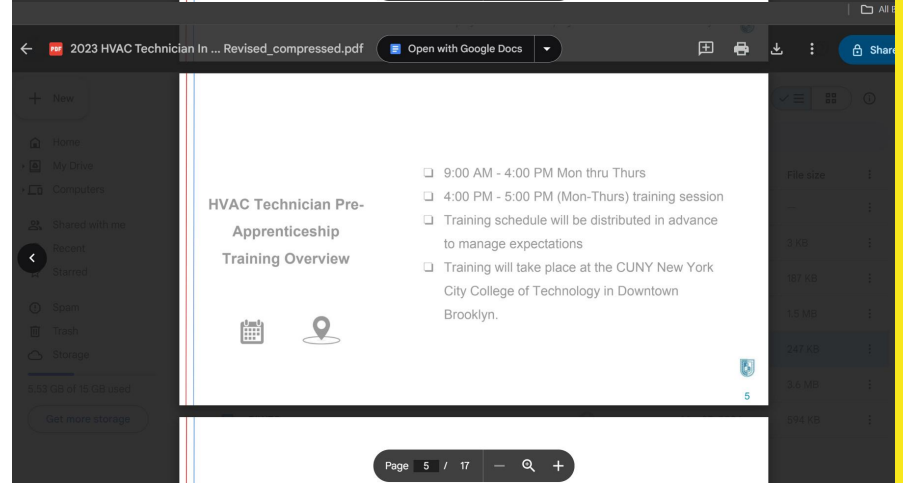 All B
2023 HVAC Technician In ... Revised_compressed.pdf
Open with Google Docs
Share
PDF
New
Home
My Drive
Computers
Shared with me
Recent
Starred
Spam
Trash
Storage
5.53 GB of 15 GB used
Get more storage
HVAC Technician Pre-
Apprenticeship
Training Overview
9:00 AM - 4:00 PM Mon thru Thurs
4:00 PM - 5:00 PM (Mon-Thurs) training session
Training schedule will be distributed in advance
to manage expectations
Training will take place at the CUNY New York
City College of Technology in Downtown
Brooklyn.
5
File size
3 KB
187 KB
1.5 MB
247 KB
3.6 MB
594 KB
Page 5 / 17